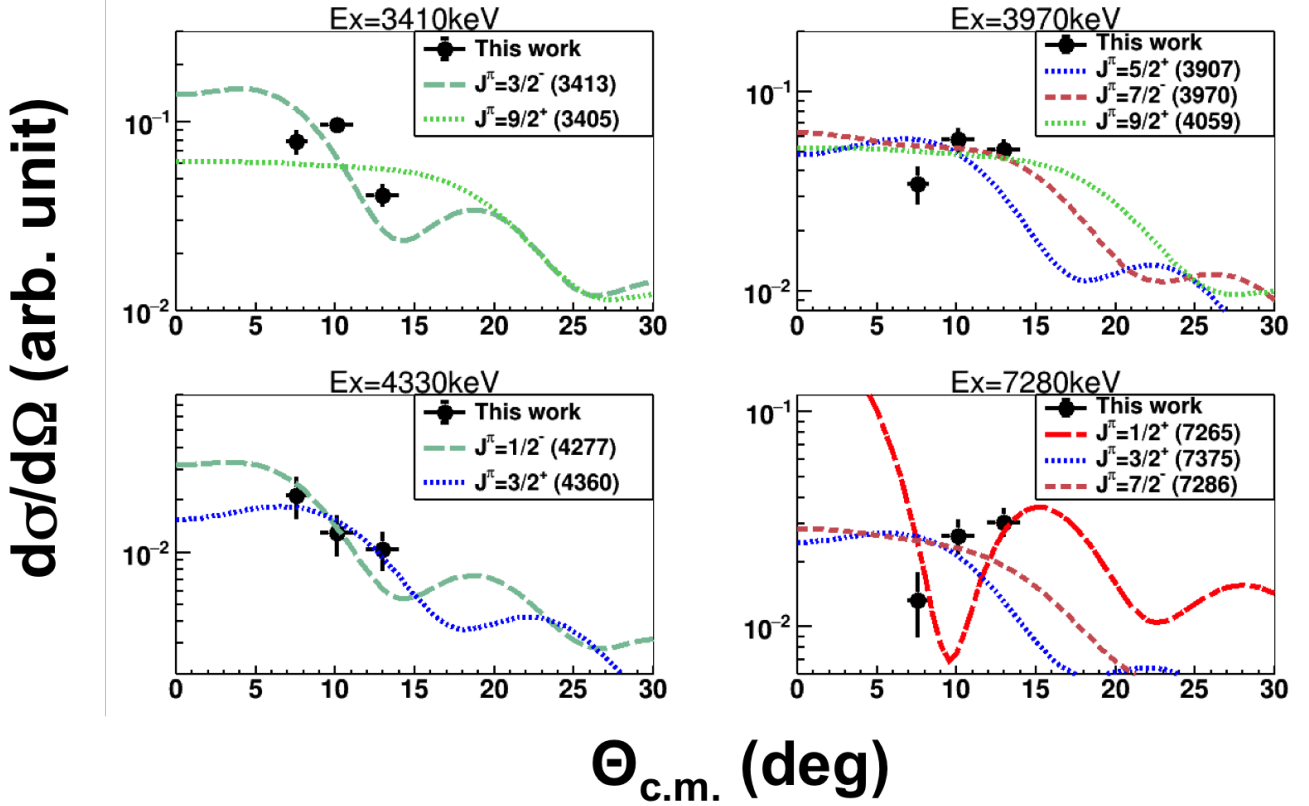 dσ/dΩ (arb. unit)
Ex=3410keV
This work
J^π=3/2^- (3413)
J^π=9/2^+ (3405)
10^-1
10^-2
0 5 10 15 20 25 30
Ex=3970keV
This work
J^π=5/2^+ (3907)
J^π=7/2^- (3970)
J^π=9/2^+ (4059)
10^-1
10^-2
0 5 10 15 20 25 30
Ex=4330keV
This work
J^π=1/2^- (4277)
J^π=3/2^+ (4360)
10^-2
0 5 10 15 20 25 30
Ex=7280keV
This work
J^π=1/2^+ (7265)
J^π=3/2^+ (7375)
J^π=7/2^- (7286)
10^-1
10^-2
0 5 10 15 20 25 30
Θ_c.m. (deg)